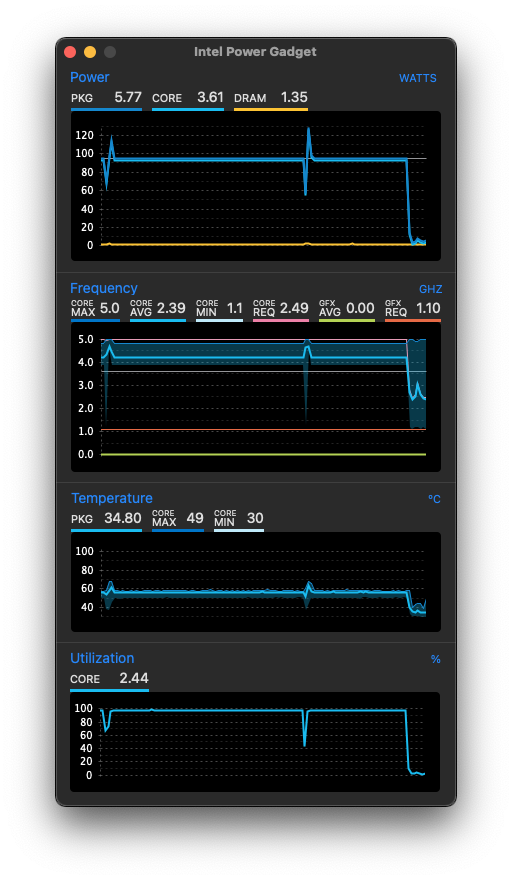 Intel Power Gadget
Power WATTS
PKG 5.77 CORE 3.61 DRAM 1.35
120
100
80
60
40
20
0
Frequency GHZ
CORE MAX 5.0 CORE AVG 2.39 CORE MIN 1.1 CORE REQ 2.49 GFX AVG 0.00 GFX REQ 1.10
5.0
4.0
3.0
2.0
1.0
0.0
Temperature °C
PKG 34.80 CORE MAX 49 CORE MIN 30
100
80
60
40
Utilization %
CORE 2.44
100
80
60
40
20
0